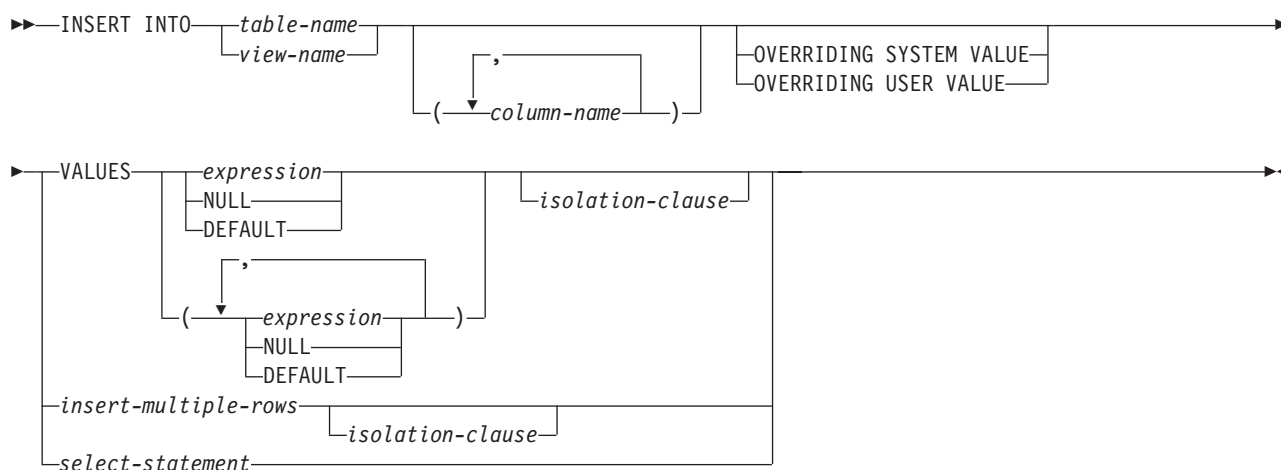 INSERT INTO table-name
view-name
( column-name , )
OVERRIDING SYSTEM VALUE
OVERRIDING USER VALUE
VALUES expression
NULL
DEFAULT
isolation-clause
,
( expression )
NULL
DEFAULT
insert-multiple-rows
isolation-clause
select-statement